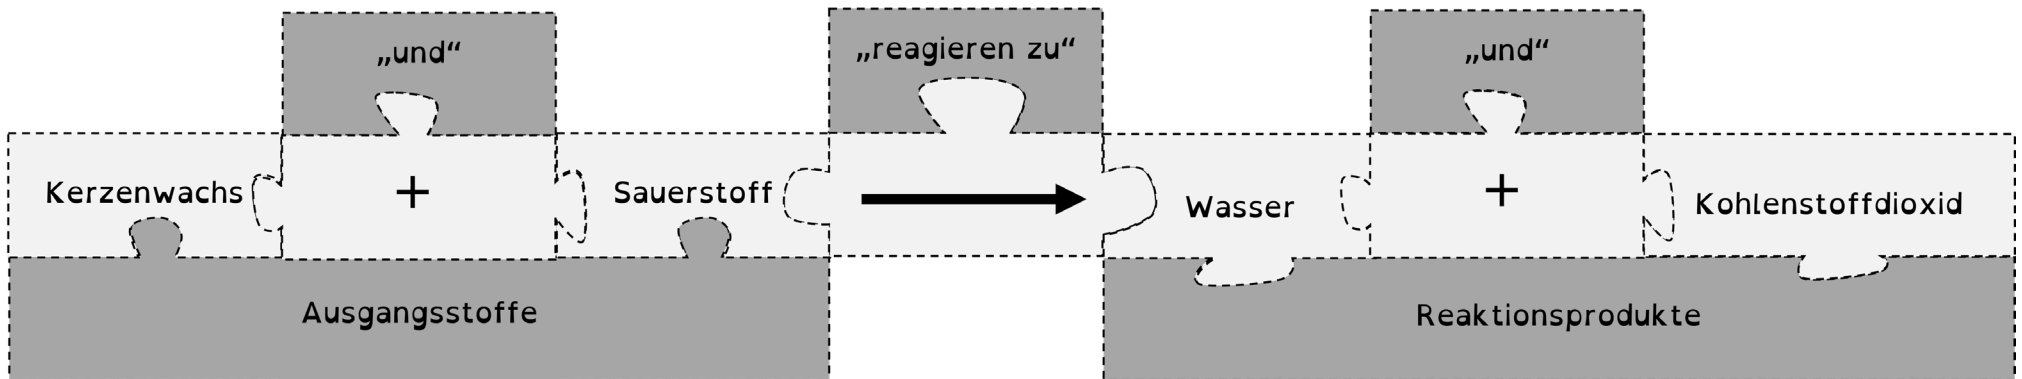 „und“
„reagieren zu“
„und“
Kerzenwachs
+
Sauerstoff
Wasser
+
Kohlenstoffdioxid
Ausgangsstoffe
Reaktionsprodukte